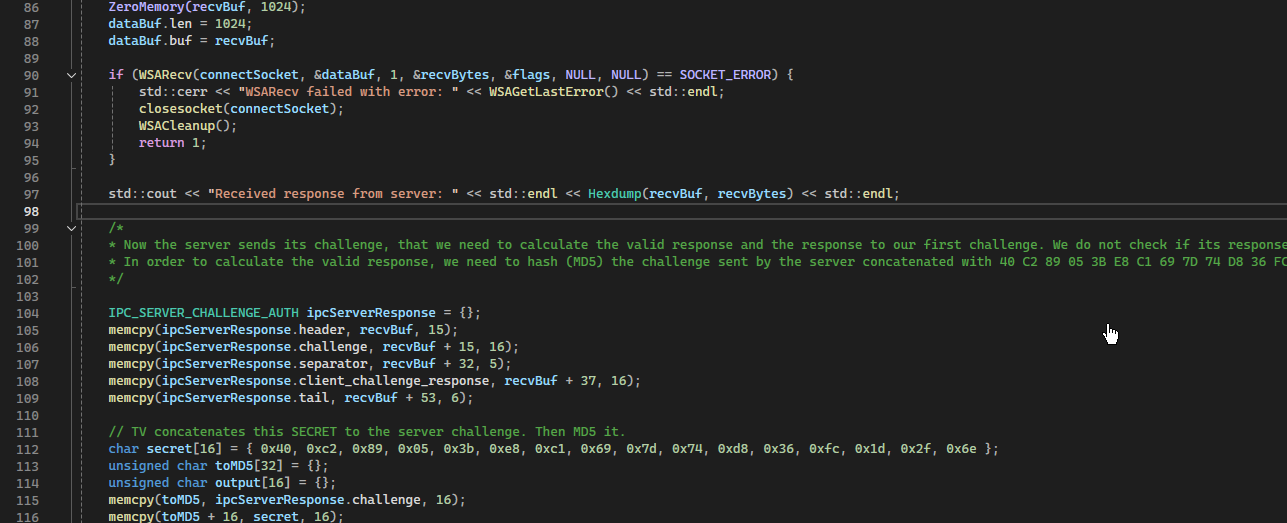 86 ZeroMemory(recvBuf, 1024);
87 dataBuf.len = 1024;
88 dataBuf.buf = recvBuf;
89
90 if (WSARecv(connectSocket, &dataBuf, 1, &recvBytes, &flags, NULL, NULL) == SOCKET_ERROR) {
91 std::cerr << "WSARecv failed with error: " << WSAGetLastError() << std::endl;
92 closesocket(connectSocket);
93 WSACleanup();
94 return 1;
95 }
96
97 std::cout << "Received response from server: " << std::endl << Hexdump(recvBuf, recvBytes) << std::endl;
98
99 /*
100 * Now the server sends its challenge, that we need to calculate the valid response and the response to our first challenge. We do not check if its response
101 * In order to calculate the valid response, we need to hash (MD5) the challenge sent by the server concatenated with 40 C2 89 05 3B E8 C1 69 7D 74 D8 36 FC
102 */
103
104 IPC_SERVER_CHALLENGE_AUTH ipcServerResponse = {};
105 memcpy(ipcServerResponse.header, recvBuf, 15);
106 memcpy(ipcServerResponse.challenge, recvBuf + 15, 16);
107 memcpy(ipcServerResponse.separator, recvBuf + 32, 5);
108 memcpy(ipcServerResponse.client_challenge_response, recvBuf + 37, 16);
109 memcpy(ipcServerResponse.tail, recvBuf + 53, 6);
110
111 // TV concatenates this SECRET to the server challenge. Then MD5 it.
112 char secret[16] = { 0x40, 0xc2, 0x89, 0x05, 0x3b, 0xe8, 0xc1, 0x69, 0x7d, 0x74, 0xd8, 0x36, 0xfc, 0x1d, 0x2f, 0x6e };
113 unsigned char toMD5[32] = {};
114 unsigned char output[16] = {};
115 memcpy(toMD5, ipcServerResponse.challenge, 16);
116 memcpy(toMD5 + 16, secret, 16);